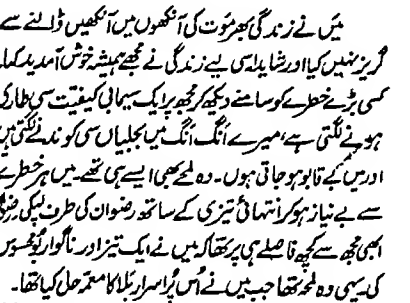 میں نے زندگی بھر موت کی آنکھوں میں آنکھیں ڈالنے سے
گریز نہیں کیا اور شاید اسی لیے زندگی نے مجھے ہمیشہ خوش آمدید کہا۔
کسی بڑے خطرے کو سامنے دیکھ کر مجھ پر ایک ہیجانی کیفیت سی طاری
ہونے لگتی ہے، میرے انگ انگ میں بجلیاں سی کوندنے لگتی ہیں
اور میں بے قابو ہو جاتی ہوں۔ وہ لمحے بھی ایسے ہی تھے۔ میں ہر خطرے
سے بے نیاز ہو کر انتہائی تیزی کے ساتھ رضوان کی طرف لپکی۔ رضوان
ابھی مجھ سے کچھ فاصلے ہی پر تھا کہ میں نے ایک تیز اور ناگوار بُو محسوس
کی یہی وہ لمحہ تھا جب میں نے اُس پُراسرار بَلا کا معمہ حل کیا تھا۔